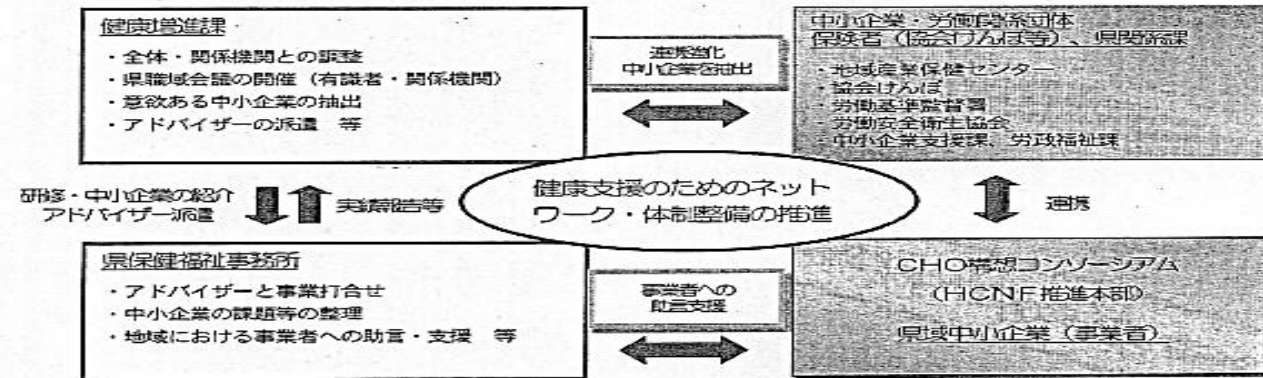 健康増進課
・全体・関係機関との調整
・県職域会議の開催（有識者・関係機関）
・意欲ある中小企業の抽出
・アドバイザーの派遣 等
連携強化
中小企業を抽出
中小企業・労働関係団体
保険者（協会けんぽ等）、県関係課
・地域産業保健センター
・協会けんぽ
・労働基準監督署
・労働安全衛生協会
・中小企業支援課、労政福祉課
研修・中小企業の紹介
アドバイザー派遣
実績報告等
健康支援のためのネット
ワーク・体制整備の推進
連携
県保健福祉事務所
・アドバイザーと事業打合せ
・中小企業の課題等の整理
・地域における事業者への助言・支援 等
事業者への
助言支援
CHO構想コンソーシアム
（HCNF推進本部）
県域中小企業（事業者）